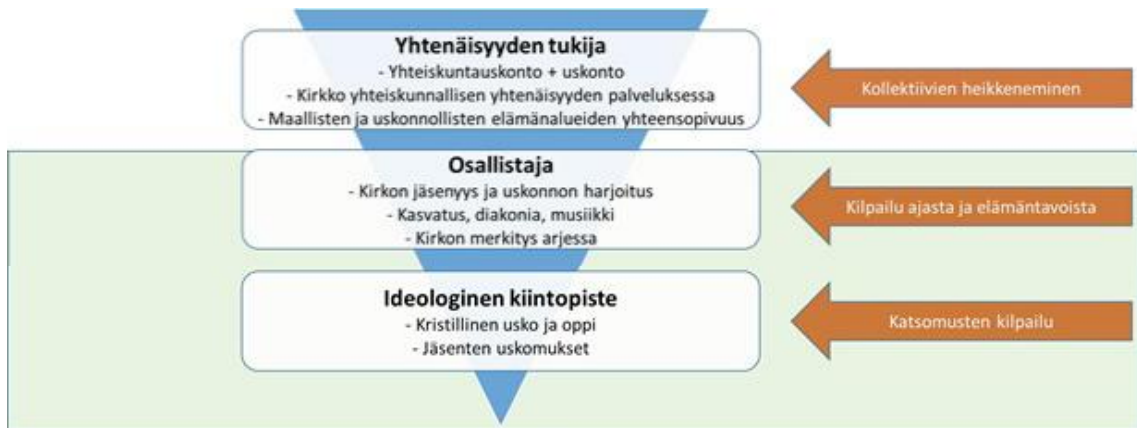 Yhtenäisyyden tukija
- Yhteiskuntauskonto + uskonto
- Kirkko yhteiskunnallisen yhtenäisyyden palveluksessa
- Maallisten ja uskonnollisten elämänalueiden yhteensopivuus
Kollektiivien heikkeneminen
Osallistaja
- Kirkon jäsenyys ja uskonnon harjoitus
- Kasvatus, diakonia, musiikki
- Kirkon merkitys arjessa
Kilpailu ajasta ja elämäntavoista
Ideologinen kiintopiste
- Kristillinen usko ja oppi
- Jäsenten uskomukset
Katsomusten kilpailu